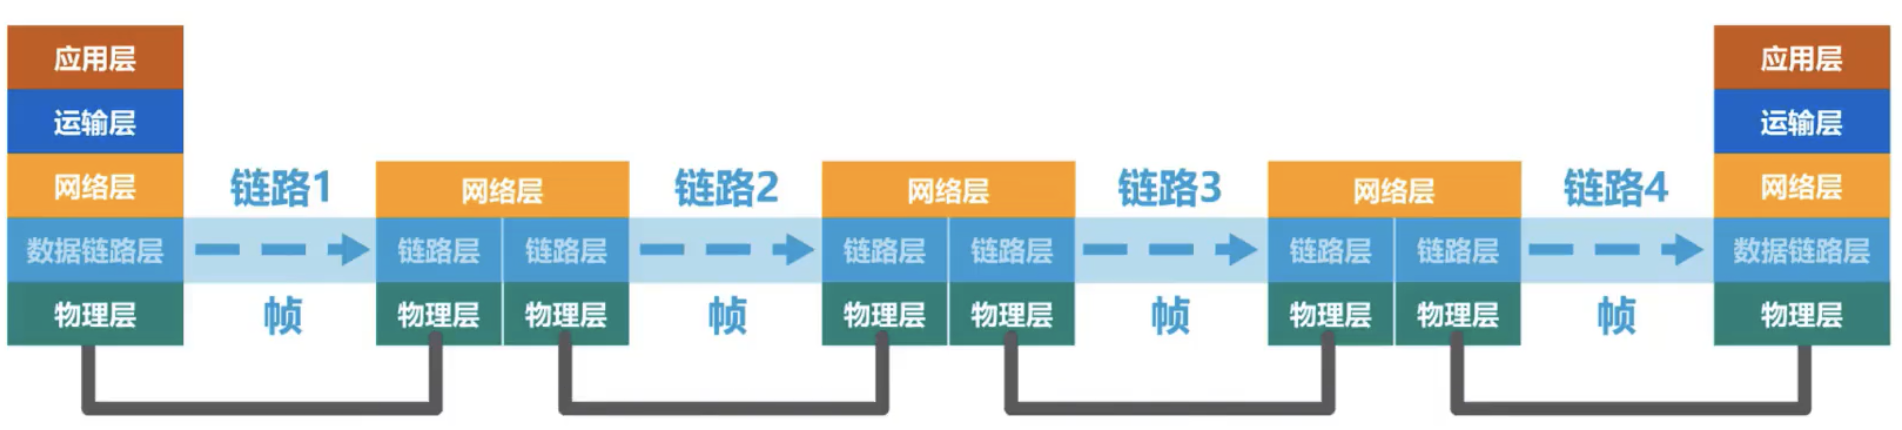 应用层
运输层
网络层
数据链路层
物理层
链路1
帧
网络层
链路层 链路层
物理层 物理层
链路2
帧
网络层
链路层 链路层
物理层 物理层
链路3
帧
网络层
链路层 链路层
物理层 物理层
链路4
帧
应用层
运输层
网络层
数据链路层
物理层